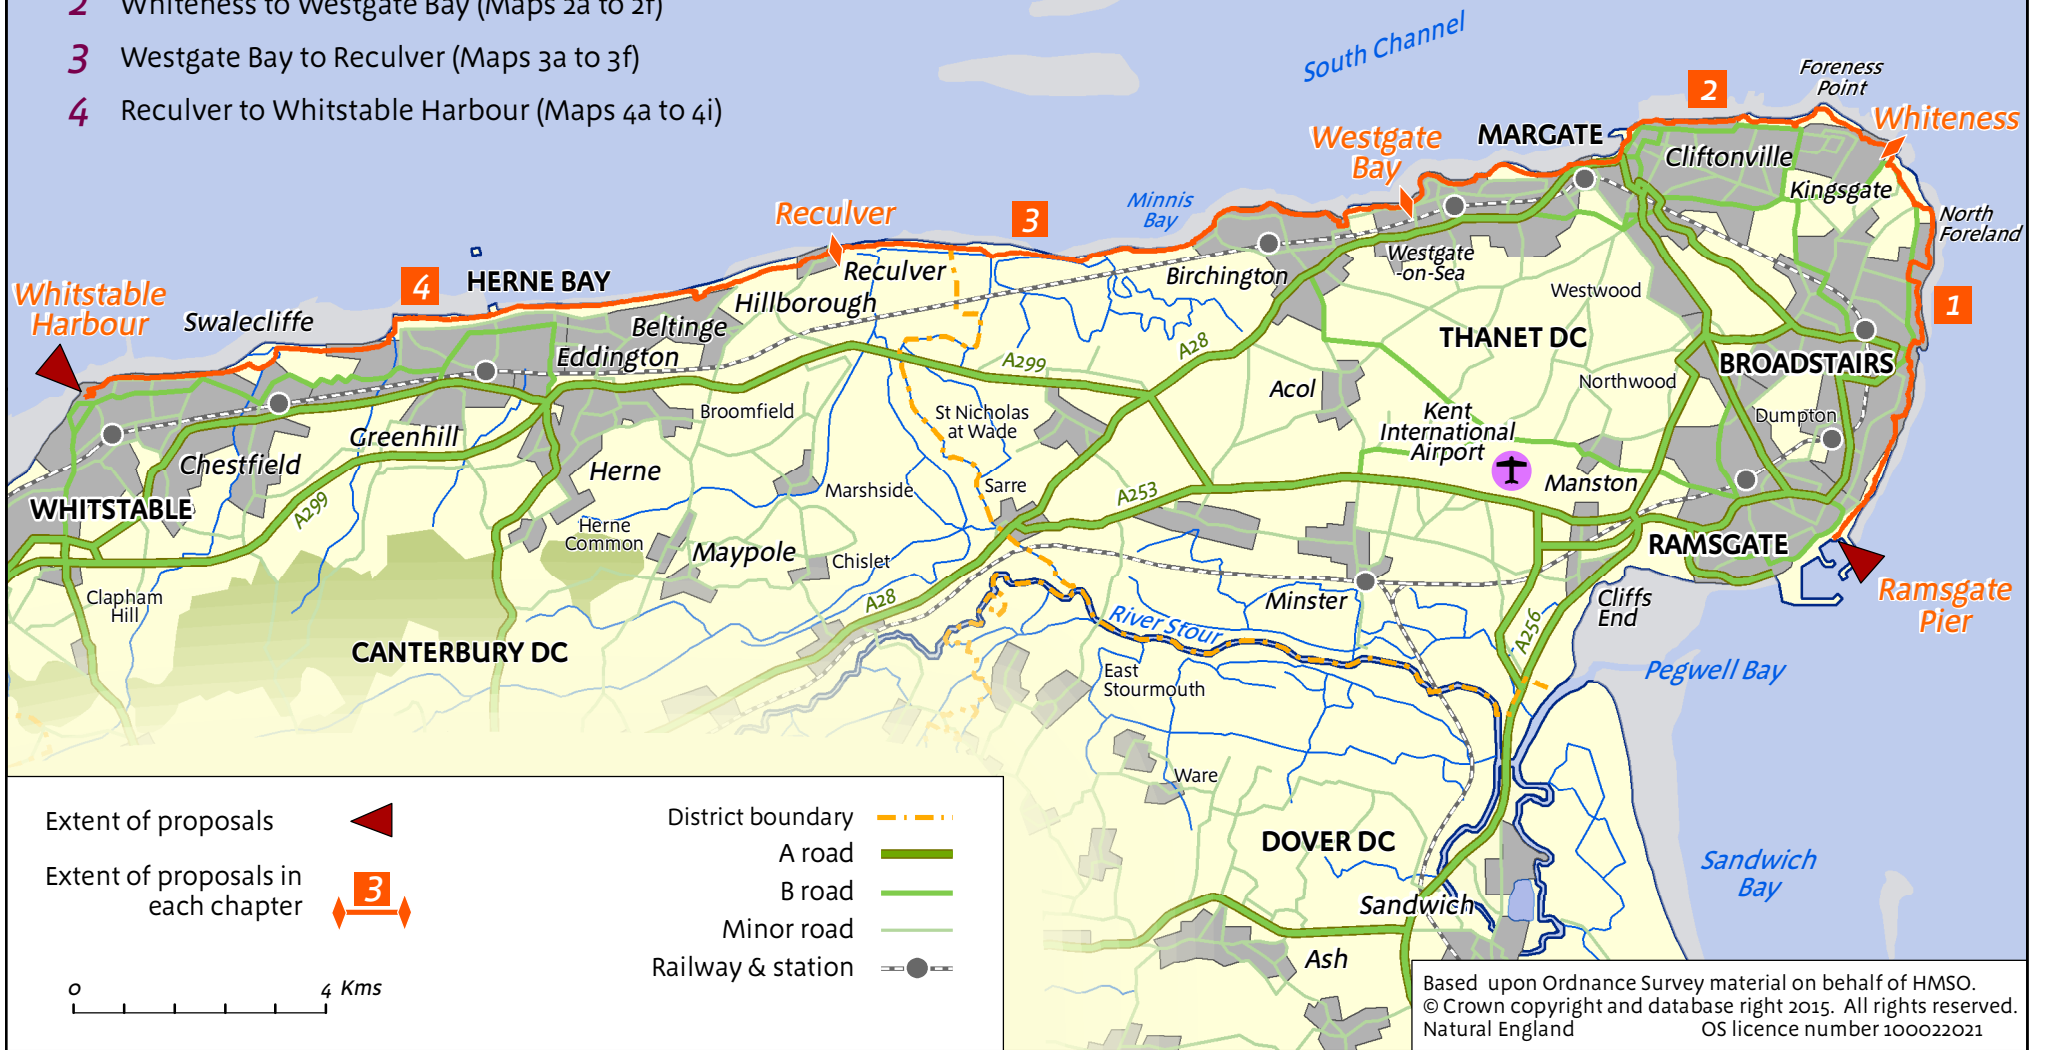 2 Whiteness to Westgate Bay (Maps 2a to 2f)
3 Westgate Bay to Reculver (Maps 3a to 3f)
4 Reculver to Whitstable Harbour (Maps 4a to 4i)
South Channel
Foreness
Point
2
Whiteness
MARGATE
Westgate
Bay
Cliftonville
Kingsgate
Minnis
Bay
North
Foreland
Reculver
3
Westgate
-on-Sea
Reculver
Birchington
Westwood
1
4
HERNE BAY
Whitstable
Harbour
Swalecliffe
Hillborough
Beltinge
Eddington
THANET DC
BROADSTAIRS
A299
A28
Acol
Northwood
Dumpton
Broomfield
St Nicholas
at Wade
Kent
International
Airport
Greenhill
Chestfield
Herne
Marshside
Sarre
A253
Manston
WHITSTABLE
A299
Herne
Common
Maypole
Chislet
RAMSGATE
Clapham
Hill
A28
Minster
Cliffs
End
Ramsgate
Pier
River Stour
A256
CANTERBURY DC
East
Stourmouth
Pegwell Bay
Ware
DOVER DC
Sandwich
Bay
Sandwich
Ash
Extent of proposals
Extent of proposals in
each chapter
3
0 4 Kms
District boundary
A road
B road
Minor road
Railway & station
Based upon Ordnance Survey material on behalf of HMSO.
© Crown copyright and database right 2015. All rights reserved.
Natural England OS licence number 100022021